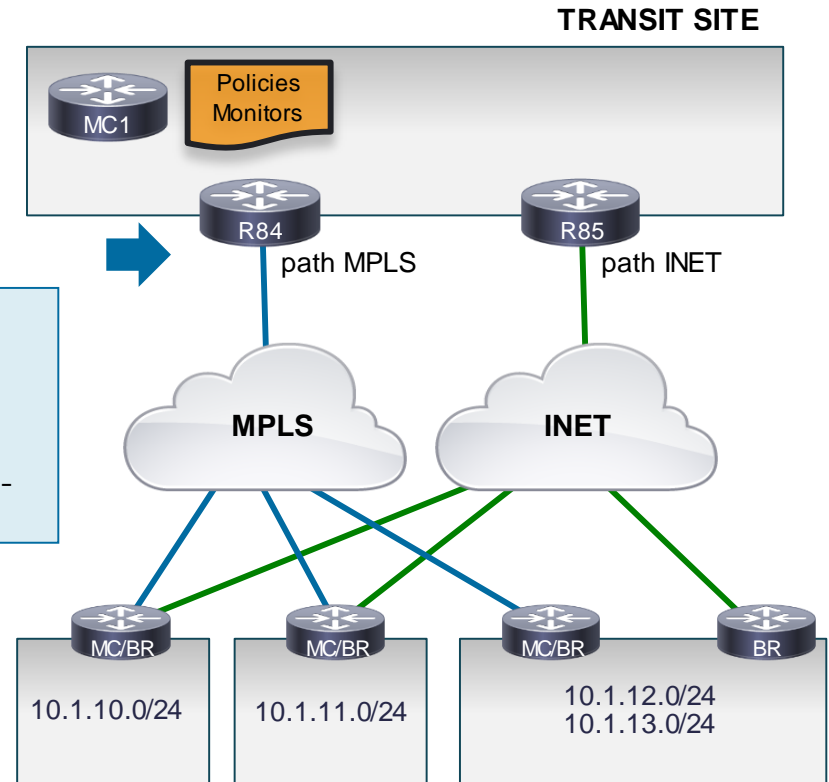 TRANSIT SITE
Policies
Monitors
MC1
R84
R85
path MPLS
path INET
-
MPLS
INET
MC/BR
MC/BR
MC/BR
BR
10.1.10.0/24
10.1.11.0/24
10.1.12.0/24
10.1.13.0/24